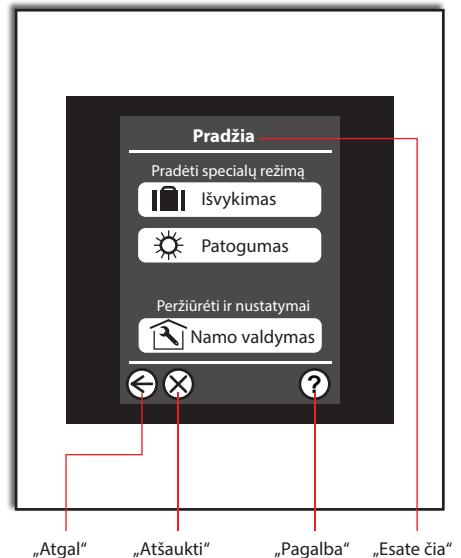 Pradžia
Pradėti specialų režimą
Išvykimas
Patogumas
Peržiūrėti ir nustatymai
Namo valdymas
?
„Atgal“ „Atšaukti“ „Pagalba“ „Esate čia“